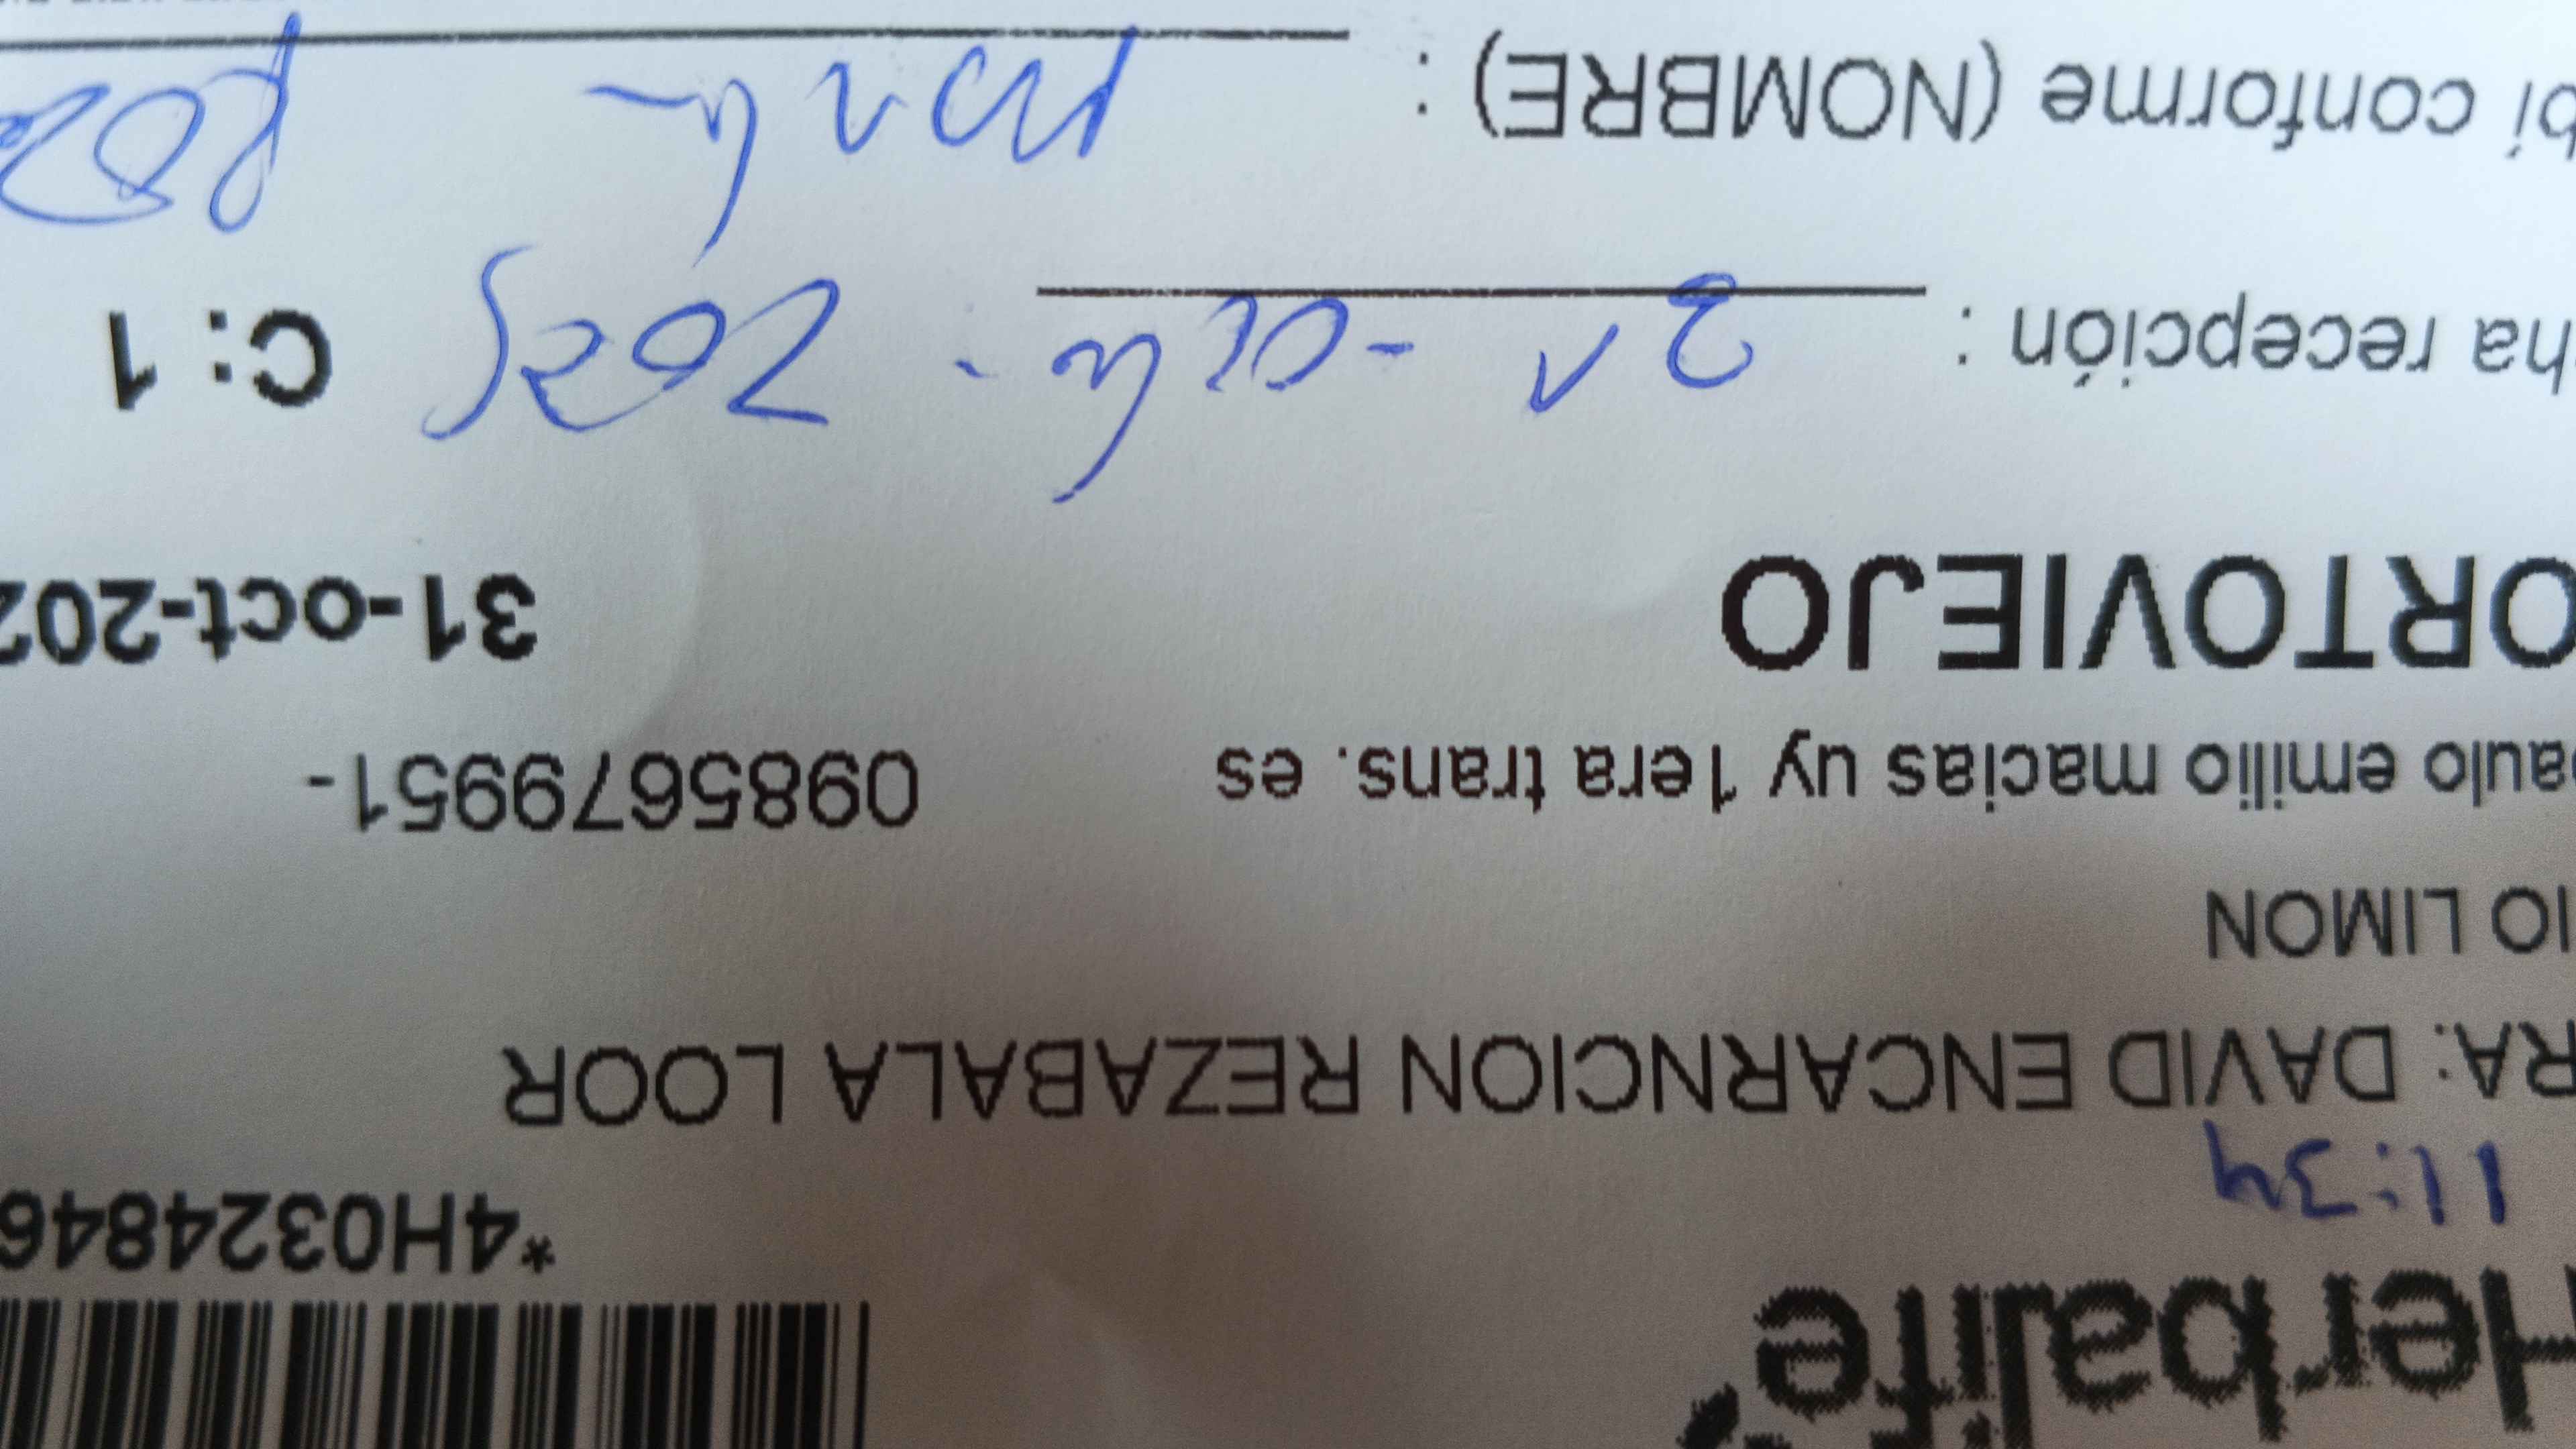 Herbalife
*4H0324846
11:34
RA: DAVID ENCARNCION REZABALA LOOR
IO LIMON
aulo emilio macias uy 1era trans. es 0985679951-
ORTOVIEJO 31-oct-202
ha recepción : 31 - oct - 2025 C: 1
bí conforme (NOMBRE) :